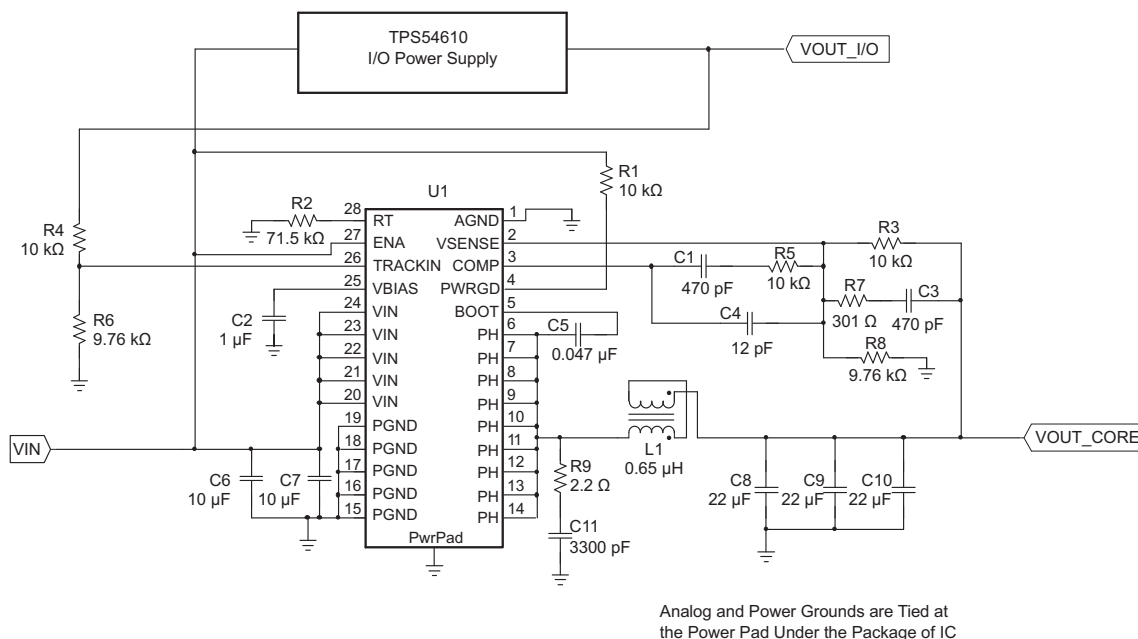 TPS54610
I/O Power Supply
VOUT_I/O
R1
10 kΩ
U1
R4
10 kΩ
R2
71.5 kΩ
28
RT
AGND
1
27
ENA
VSENSE
2
26
TRACKIN
COMP
3
25
VBIAS
PWRGD
4
24
VIN
BOOT
5
23
VIN
PH
6
22
VIN
PH
7
21
VIN
PH
8
20
VIN
PH
9
19
PGND
PH
10
18
PGND
PH
11
17
PGND
PH
12
16
PGND
PH
13
15
PGND
PH
14
PwrPad
R3
10 kΩ
C1
470 pF
R5
10 kΩ
R7
301 Ω
C3
470 pF
C4
12 pF
R8
9.76 kΩ
C2
1 µF
R6
9.76 kΩ
C5
0.047 µF
VIN
L1
0.65 µH
VOUT_CORE
C6
10 µF
C7
10 µF
R9
2.2 Ω
C11
3300 pF
C8
22 µF
C9
22 µF
C10
22 µF
Analog and Power Grounds are Tied at
the Power Pad Under the Package of IC